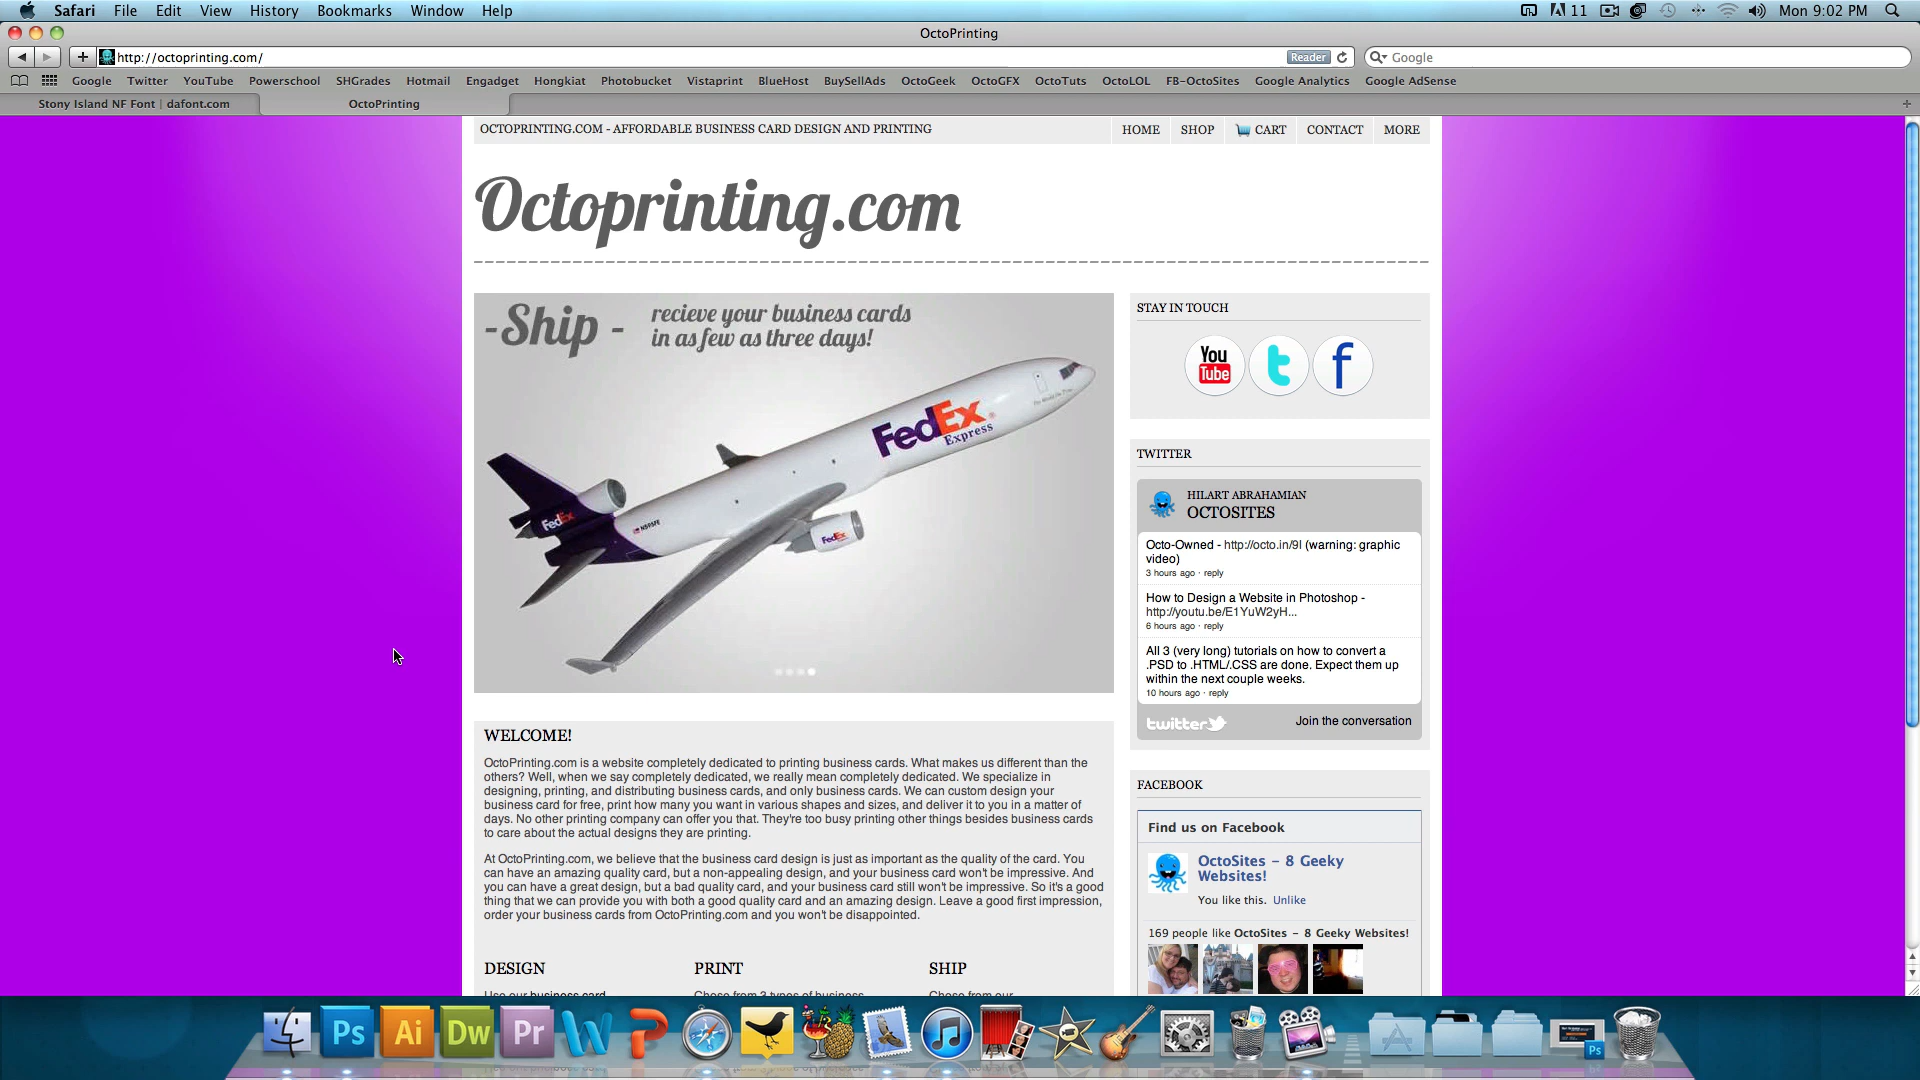 Safari File Edit View History Bookmarks Window Help
11 Mon 9:02 PM
OctoPrinting
http://octoprinting.com/ Reader Google
Google Twitter YouTube Powerschool SHGrades Hotmail Engadget Hongkiat Photobucket Vistaprint BlueHost BuySellAds OctoGeek OctoGFX OctoTuts OctoLOL FB-OctoSites Google Analytics Google AdSense
Stony Island NF Font | dafont.com OctoPrinting
OCTOPRINTING.COM - AFFORDABLE BUSINESS CARD DESIGN AND PRINTING
HOME SHOP CART CONTACT MORE
Octoprinting.com
-Ship -
recieve your business cards
in as few as three days!
FedEx
Express
FedEx
N595FE
FedEx
WELCOME!
OctoPrinting.com is a website completely dedicated to printing business cards. What makes us different than the
others? Well, when we say completely dedicated, we really mean completely dedicated. We specialize in
designing, printing, and distributing business cards, and only business cards. We can custom design your
business card for free, print how many you want in various shapes and sizes, and deliver it to you in a matter of
days. No other printing company can offer you that. They're too busy printing other things besides business cards
to care about the actual designs they are printing.
At OctoPrinting.com, we believe that the business card design is just as important as the quality of the card. You
can have an amazing quality card, but a non-appealing design, and your business card won't be impressive. And
you can have a great design, but a bad quality card, and your business card still won't be impressive. So it's a good
thing that we can provide you with both a good quality card and an amazing design. Leave a good first impression,
order your business cards from OctoPrinting.com and you won't be disappointed.
DESIGN PRINT SHIP
Use our business card Chose from 3 types of business Chose from our
STAY IN TOUCH
You
Tube
t
f
TWITTER
HILART ABRAHAMIAN
OCTOSITES
Octo-Owned - http://octo.in/9l (warning: graphic
video)
3 hours ago · reply
How to Design a Website in Photoshop -
http://youtu.be/E1YuW2yH...
6 hours ago · reply
All 3 (very long) tutorials on how to convert a
.PSD to .HTML/.CSS are done. Expect them up
within the next couple weeks.
10 hours ago · reply
twitter Join the conversation
FACEBOOK
Find us on Facebook
OctoSites – 8 Geeky
Websites!
You like this. Unlike
169 people like OctoSites – 8 Geeky Websites!
Ps Ai Dw Pr W P
Ps